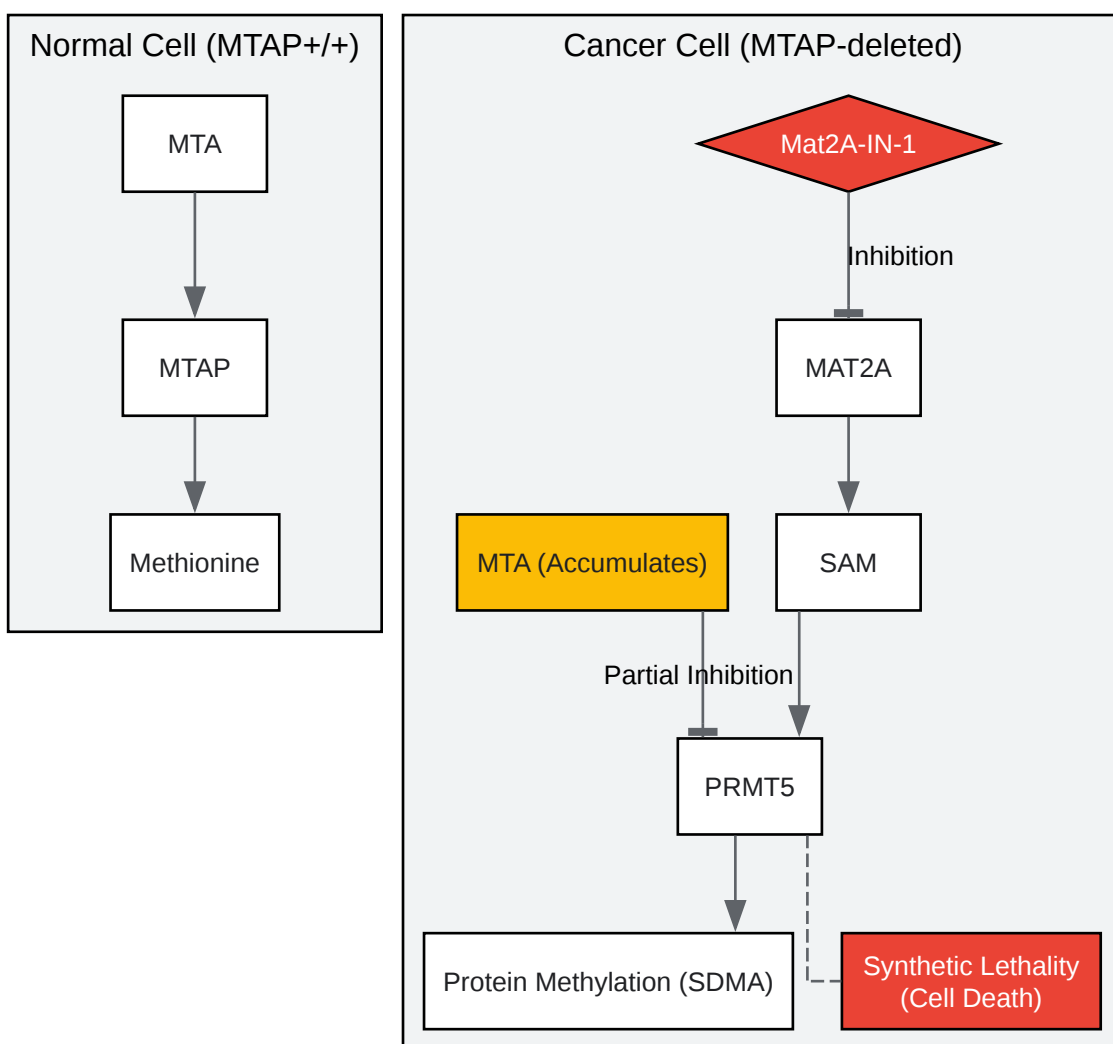 Normal Cell (MTAP+/+)
MTA
MTAP
Methionine
Cancer Cell (MTAP-deleted)
Mat2A-IN-1
Inhibition
MAT2A
MTA (Accumulates)
SAM
Partial Inhibition
PRMT5
Protein Methylation (SDMA)
Synthetic Lethality
(Cell Death)